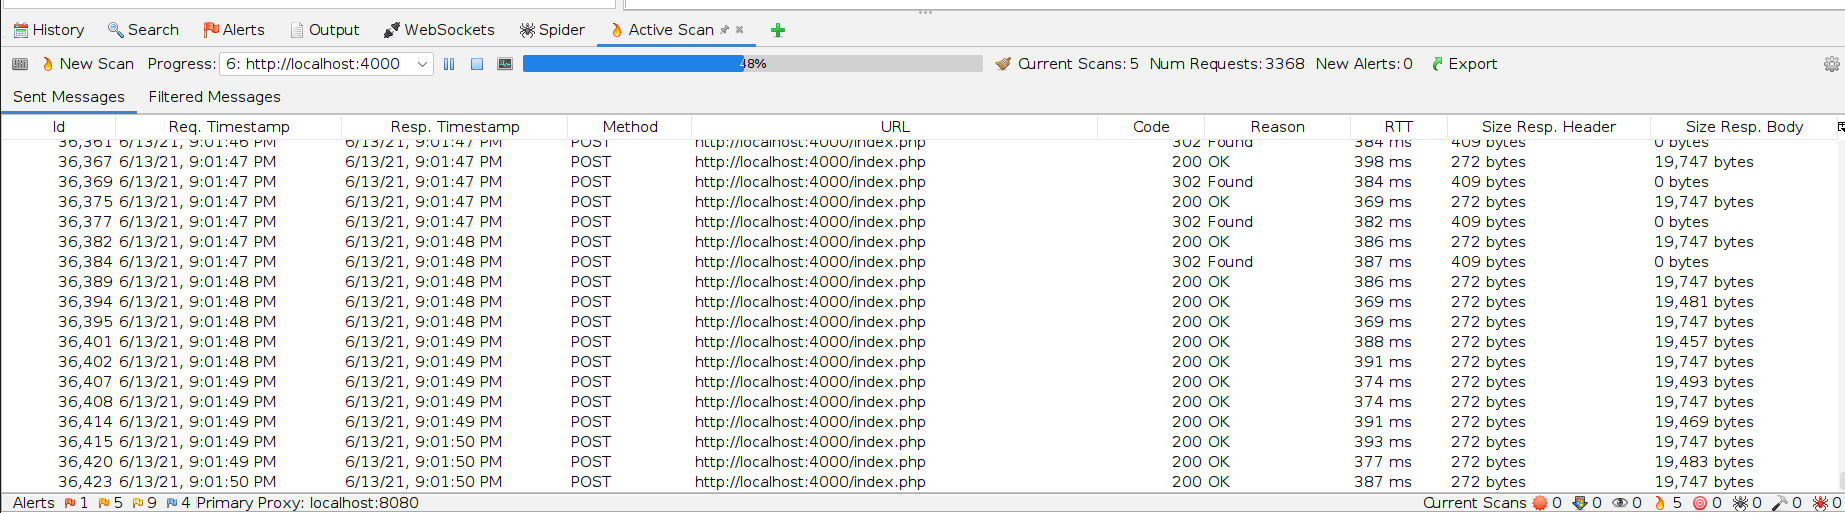 History Search Alerts Output WebSockets Spider Active Scan
New Scan Progress: 6: http://localhost:4000 48% Current Scans: 5 Num Requests: 3368 New Alerts: 0 Export
Sent Messages Filtered Messages
Id Req. Timestamp Resp. Timestamp Method URL Code Reason RTT Size Resp. Header Size Resp. Body
36,361 6/13/21, 9:01:46 PM 6/13/21, 9:01:47 PM POST http://localhost:4000/index.php 302 Found 384 ms 409 bytes 0 bytes
36,367 6/13/21, 9:01:47 PM 6/13/21, 9:01:47 PM POST http://localhost:4000/index.php 200 OK 398 ms 272 bytes 19,747 bytes
36,369 6/13/21, 9:01:47 PM 6/13/21, 9:01:47 PM POST http://localhost:4000/index.php 302 Found 384 ms 409 bytes 0 bytes
36,375 6/13/21, 9:01:47 PM 6/13/21, 9:01:47 PM POST http://localhost:4000/index.php 200 OK 369 ms 272 bytes 19,747 bytes
36,377 6/13/21, 9:01:47 PM 6/13/21, 9:01:47 PM POST http://localhost:4000/index.php 302 Found 382 ms 409 bytes 0 bytes
36,382 6/13/21, 9:01:47 PM 6/13/21, 9:01:48 PM POST http://localhost:4000/index.php 200 OK 386 ms 272 bytes 19,747 bytes
36,384 6/13/21, 9:01:47 PM 6/13/21, 9:01:48 PM POST http://localhost:4000/index.php 302 Found 387 ms 409 bytes 0 bytes
36,389 6/13/21, 9:01:48 PM 6/13/21, 9:01:48 PM POST http://localhost:4000/index.php 200 OK 386 ms 272 bytes 19,747 bytes
36,394 6/13/21, 9:01:48 PM 6/13/21, 9:01:48 PM POST http://localhost:4000/index.php 200 OK 369 ms 272 bytes 19,481 bytes
36,395 6/13/21, 9:01:48 PM 6/13/21, 9:01:48 PM POST http://localhost:4000/index.php 200 OK 369 ms 272 bytes 19,747 bytes
36,401 6/13/21, 9:01:48 PM 6/13/21, 9:01:49 PM POST http://localhost:4000/index.php 200 OK 388 ms 272 bytes 19,457 bytes
36,402 6/13/21, 9:01:48 PM 6/13/21, 9:01:49 PM POST http://localhost:4000/index.php 200 OK 391 ms 272 bytes 19,747 bytes
36,407 6/13/21, 9:01:49 PM 6/13/21, 9:01:49 PM POST http://localhost:4000/index.php 200 OK 374 ms 272 bytes 19,493 bytes
36,408 6/13/21, 9:01:49 PM 6/13/21, 9:01:49 PM POST http://localhost:4000/index.php 200 OK 374 ms 272 bytes 19,747 bytes
36,414 6/13/21, 9:01:49 PM 6/13/21, 9:01:49 PM POST http://localhost:4000/index.php 200 OK 391 ms 272 bytes 19,469 bytes
36,415 6/13/21, 9:01:49 PM 6/13/21, 9:01:50 PM POST http://localhost:4000/index.php 200 OK 393 ms 272 bytes 19,747 bytes
36,420 6/13/21, 9:01:49 PM 6/13/21, 9:01:50 PM POST http://localhost:4000/index.php 200 OK 377 ms 272 bytes 19,483 bytes
36,423 6/13/21, 9:01:50 PM 6/13/21, 9:01:50 PM POST http://localhost:4000/index.php 200 OK 387 ms 272 bytes 19,747 bytes
Alerts 1 5 9 4 Primary Proxy: localhost:8080 Current Scans 0 0 0 5 0 0 0 0